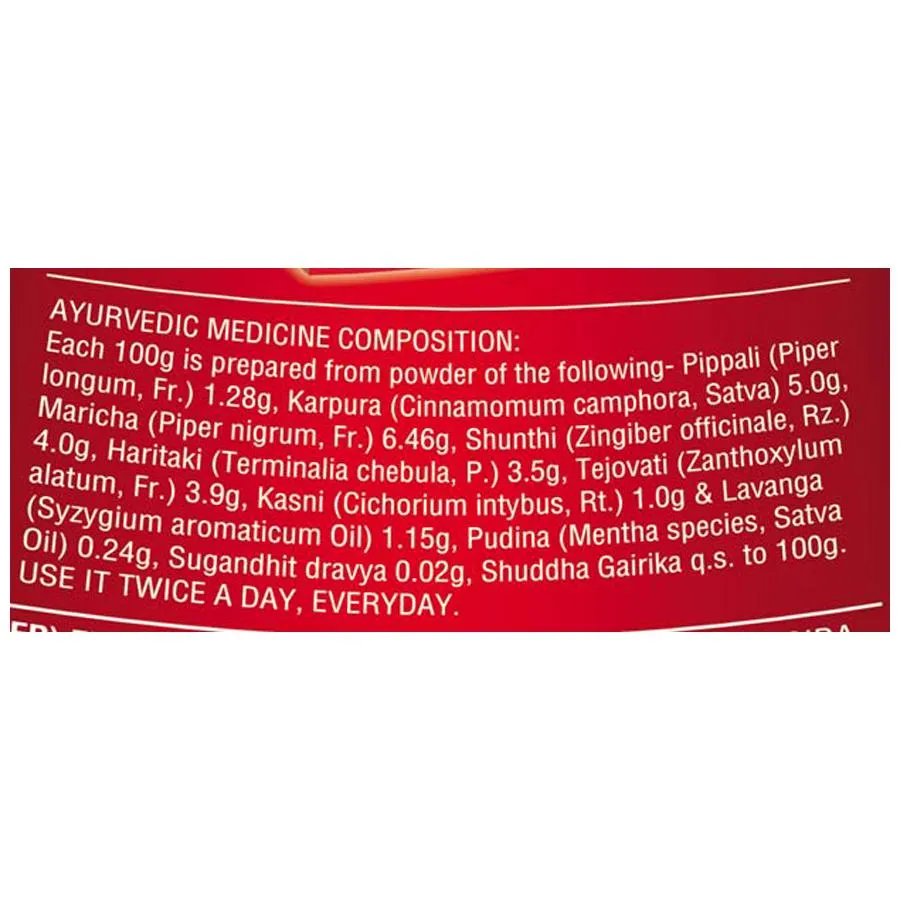 AYURVEDIC MEDICINE COMPOSITION:
Each 100g is prepared from powder of the following- Pippali (Piper
longum, Fr.) 1.28g, Karpura (Cinnamomum camphora, Satva) 5.0g,
Maricha (Piper nigrum, Fr.) 6.46g, Shunthi (Zingiber officinale, Rz.)
4.0g, Haritaki (Terminalia chebula, P.) 3.5g, Tejovati (Zanthoxylum
alatum, Fr.) 3.9g, Kasni (Cichorium intybus, Rt.) 1.0g & Lavanga
(Syzygium aromaticum Oil) 1.15g, Pudina (Mentha species, Satva
Oil) 0.24g, Sugandhit dravya 0.02g, Shuddha Gairika q.s. to 100g.
USE IT TWICE A DAY, EVERYDAY.